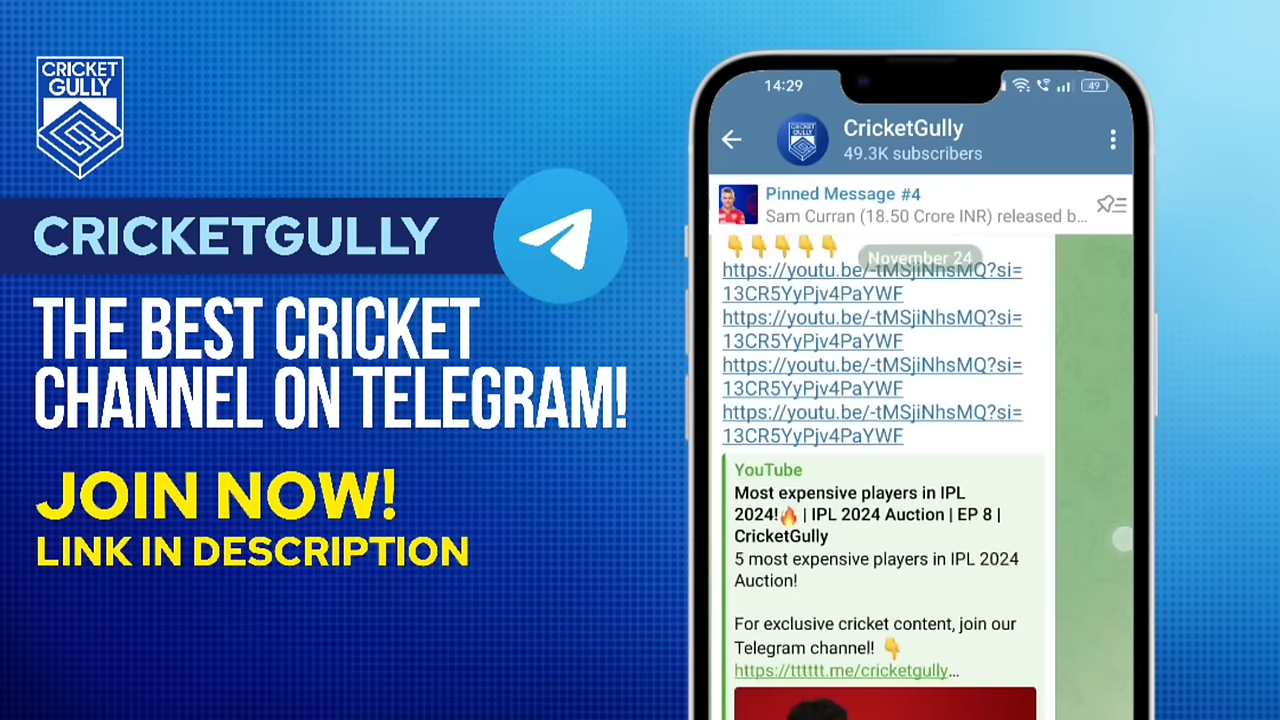 CRICKET
GULLY
CRICKETGULLY
THE BEST CRICKET
CHANNEL ON TELEGRAM!
JOIN NOW!
LINK IN DESCRIPTION
14:29
49
CricketGully
49.3K subscribers
Pinned Message #4
Sam Curran (18.50 Crore INR) released b...
👇👇👇👇👇
November 24
https://youtu.be/-tMSjiNhsMQ?si=
13CR5YyPjv4PaYWF
https://youtu.be/-tMSjiNhsMQ?si=
13CR5YyPjv4PaYWF
https://youtu.be/-tMSjiNhsMQ?si=
13CR5YyPjv4PaYWF
https://youtu.be/-tMSjiNhsMQ?si=
13CR5YyPjv4PaYWF
YouTube
Most expensive players in IPL
2024!🔥 | IPL 2024 Auction | EP 8 |
CricketGully
5 most expensive players in IPL 2024
Auction!
For exclusive cricket content, join our
Telegram channel! 👇
https://tttttt.me/cricketgully...